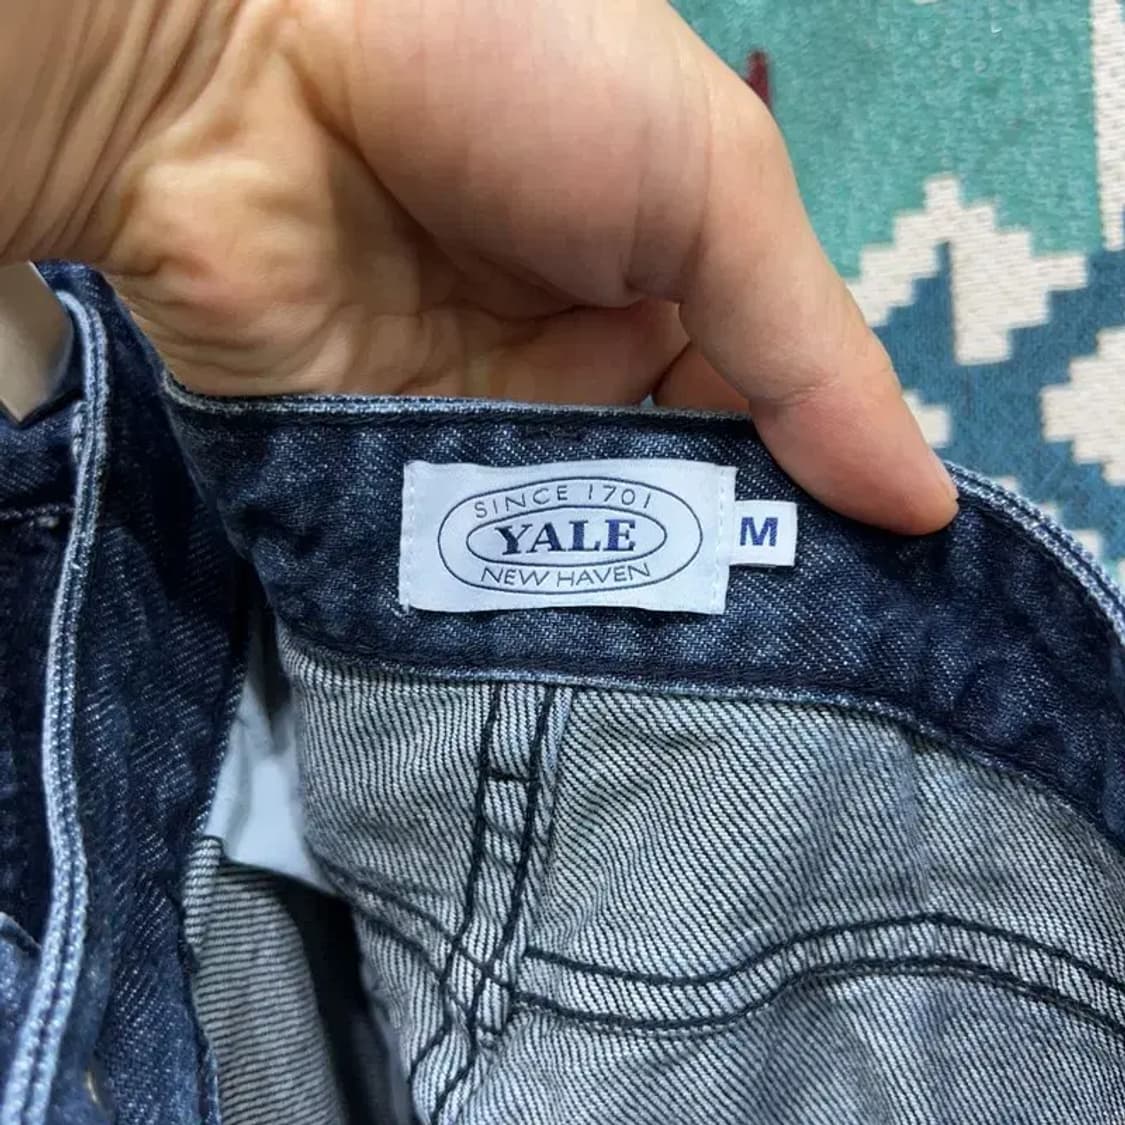 SINCE 1701
YALE
NEW HAVEN
M